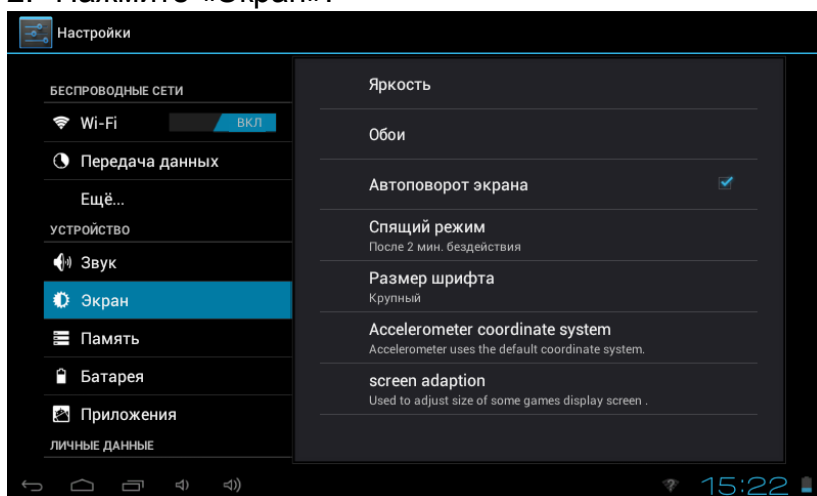 2. Нажмите «Экран».
Настройки
БЕСПРОВОДНЫЕ СЕТИ
Wi-Fi ВКЛ
Передача данных
Ещё...
УСТРОЙСТВО
Звук
Экран
Память
Батарея
Приложения
ЛИЧНЫЕ ДАННЫЕ
Яркость
Обои
Автоповорот экрана
Спящий режим
После 2 мин. бездействия
Размер шрифта
Крупный
Accelerometer coordinate system
Accelerometer uses the default coordinate system.
screen adaption
Used to adjust size of some games display screen .
15:22